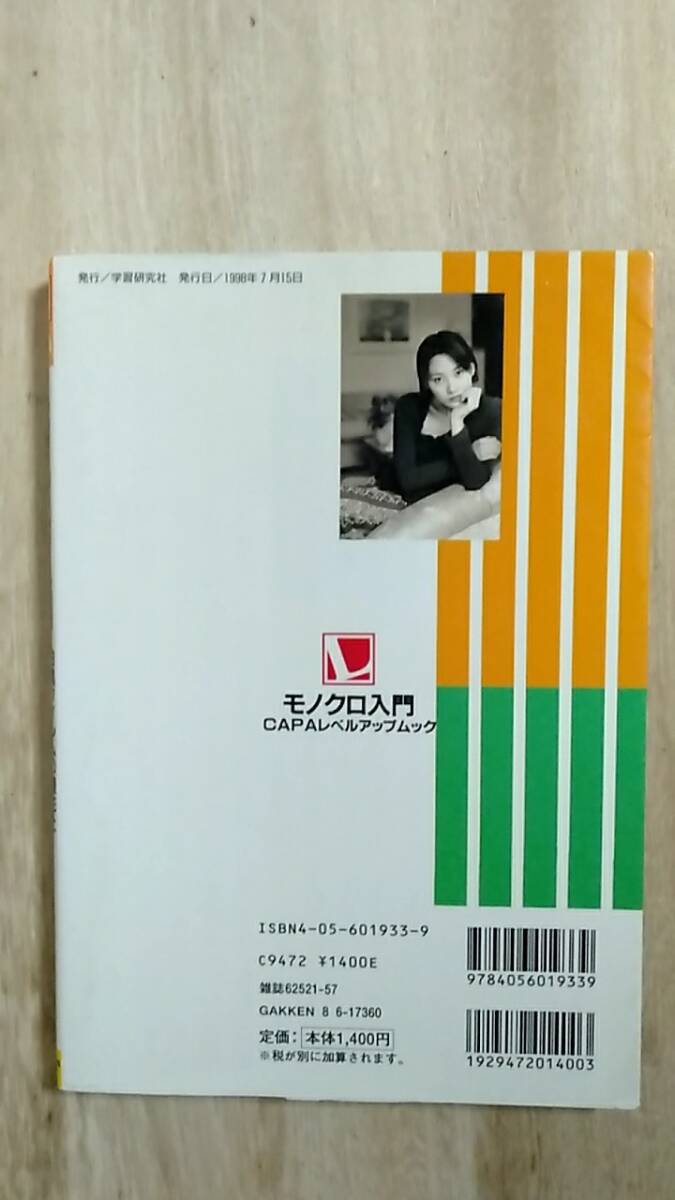 発行/学習研究社 発行日/1998年7月15日
モノクロ入門
CAPAレベルアップムック
ISBN4-05-601933-9
C9472 ¥1400E
雑誌62521-57
GAKKEN 8 6-17360
定価:本体1,400円
※税が別に加算されます。
9784056019339
1929472014003